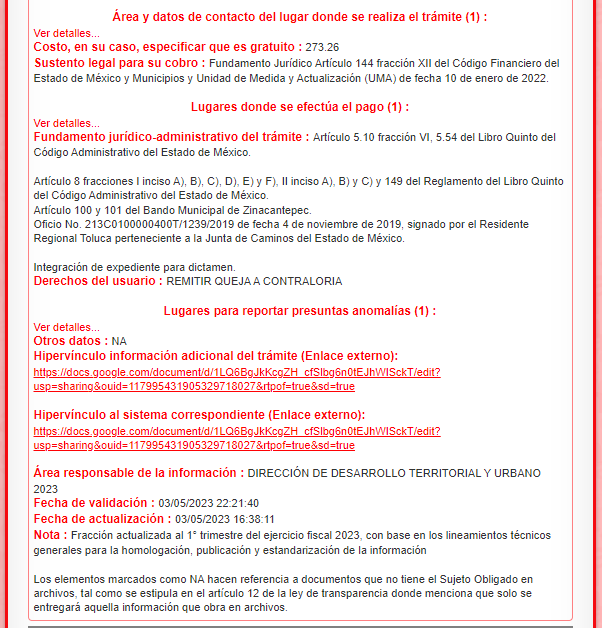 Área y datos de contacto del lugar donde se realiza el trámite (1) :
Ver detalles...
Costo, en su caso, especificar que es gratuito : 273.26
Sustento legal para su cobro : Fundamento Jurídico Artículo 144 fracción XII del Código Financiero del
Estado de México y Municipios y Unidad de Medida y Actualización (UMA) de fecha 10 de enero de 2022.
Lugares donde se efectúa el pago (1) :
Ver detalles...
Fundamento jurídico-administrativo del trámite : Artículo 5.10 fracción VI, 5.54 del Libro Quinto del
Código Administrativo del Estado de México.
Artículo 8 fracciones I inciso A), B), C), D), E) y F), II inciso A), B) y C) y 149 del Reglamento del Libro Quinto
del Código Administrativo del Estado de México.
Artículo 100 y 101 del Bando Municipal de Zinacantepec.
Oficio No. 213C0100000400T/1239/2019 de fecha 4 de noviembre de 2019, signado por el Residente
Regional Toluca perteneciente a la Junta de Caminos del Estado de México.
Integración de expediente para dictamen.
Derechos del usuario : REMITIR QUEJA A CONTRALORIA
Lugares para reportar presuntas anomalías (1) :
Ver detalles...
Otros datos : NA
Hipervínculo información adicional del trámite (Enlace externo):
https://docs.google.com/document/d/1LQ6BgJkKcgZH_cfSlbg6n0tEJhWISckT/edit?
usp=sharing&ouid=117995431905329718027&rtpof=true&sd=true
Hipervínculo al sistema correspondiente (Enlace externo):
https://docs.google.com/document/d/1LQ6BgJkKcgZH_cfSlbg6n0tEJhWISckT/edit?
usp=sharing&ouid=117995431905329718027&rtpof=true&sd=true
Área responsable de la información : DIRECCIÓN DE DESARROLLO TERRITORIAL Y URBANO
2023
Fecha de validación : 03/05/2023 22:21:40
Fecha de actualización : 03/05/2023 16:38:11
Nota : Fracción actualizada al 1° trimestre del ejercicio fiscal 2023, con base en los lineamientos técnicos
generales para la homologación, publicación y estandarización de la información
Los elementos marcados como NA hacen referencia a documentos que no tiene el Sujeto Obligado en
archivos, tal como se estipula en el artículo 12 de la ley de transparencia donde menciona que solo se
entregará aquella información que obra en archivos.